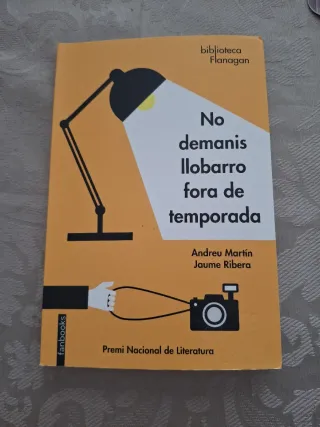 biblioteca
Flanagan
No
demanis
llobarro
fora de
temporada
Andreu Martín
Jaume Ribera
fanbooks
Premi Nacional de Literatura